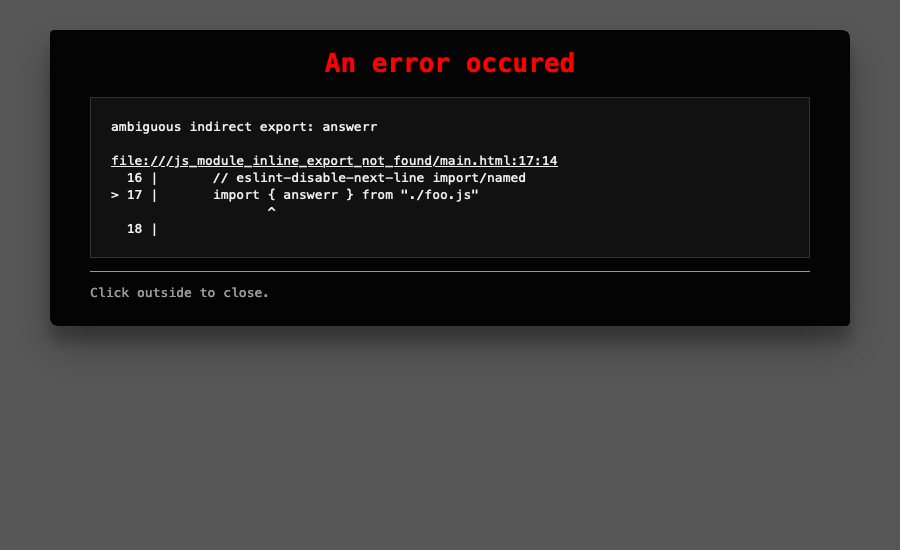 An error occured
ambiguous indirect export: answerr
file:///js_module_inline_export_not_found/main.html:17:14
  16 |       // eslint-disable-next-line import/named
> 17 |       import { answerr } from "./foo.js"
                    ^
  18 |
Click outside to close.